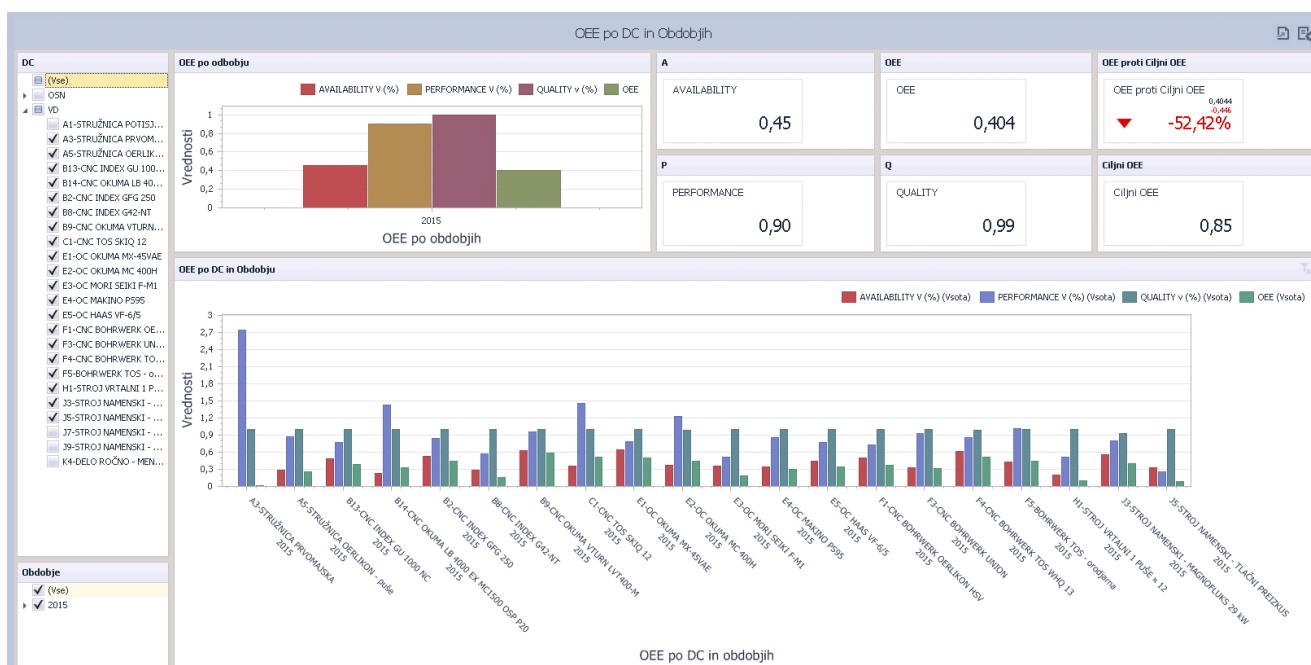 OEE po DC in Obdobjih
DC
(Vse)
OSN
VD
A1-STRUŽNICA POTISJ...
A3-STRUŽNICA PRVOM...
A5-STRUŽNICA OERLIK...
B13-CNC INDEX GU 100...
B14-CNC OKUMA LB 40...
B2-CNC INDEX GFG 250
B8-CNC INDEX G42-NT
B9-CNC OKUMA VTURN...
C1-CNC TOS SKIQ 12
E1-OC OKUMA MX-45VAE
E2-OC OKUMA MC 400H
E3-OC MORI SEIKI F-M1
E4-OC MAKINO PS95
E5-OC HAAS VF-6/5
F1-CNC BOHRWERK OE...
F3-CNC BOHRWERK UN...
F4-CNC BOHRWERK TO...
F5-BOHRWERK TOS - o...
H1-STROJ VRTALNI 1 P...
J3-STROJ NAMENSKI - ...
J5-STROJ NAMENSKI - ...
J7-STROJ NAMENSKI - ...
J9-STROJ NAMENSKI - ...
K4-DELO ROČNO - MEN...
Obdobje
(Vse)
2015
OEE po odbobju
AVAILABILITY V (%) PERFORMANCE V (%) QUALITY v (%) OEE
Vrednosti
1
0,8
0,6
0,4
0,2
0
2015
OEE po obdobjih
A
AVAILABILITY
0,45
OEE
OEE
0,404
OEE proti Ciljni OEE
OEE proti Ciljni OEE
0,4044
-0,446
-52,42%
P
PERFORMANCE
0,90
Q
QUALITY
0,99
Ciljni OEE
Ciljni OEE
0,85
OEE po DC in Obdobju
AVAILABILITY V (%) (Vsota) PERFORMANCE V (%) (Vsota) QUALITY v (%) (Vsota) OEE (Vsota)
Vrednosti
3
2,7
2,4
2,1
1,8
1,5
1,2
0,9
0,6
0,3
0
A3-STRUŽNICA PRVOMAJSKA
2015
A5-STRUŽNICA OERLIKON - puše
2015
B13-CNC INDEX GU 1000 NC
2015
B14-CNC OKUMA LB 4000 EX MC1500 OSP P20
2015
B2-CNC INDEX GFG 250
2015
B8-CNC INDEX G42-NT
2015
B9-CNC OKUMA VTURN LVT400-M
2015
C1-CNC TOS SKIQ 12
2015
E1-OC OKUMA MX-45VAE
2015
E2-OC OKUMA MC 400H
2015
E3-OC MORI SEIKI F-M1
2015
E4-OC MAKINO PS95
2015
E5-OC HAAS VF-6/5
2015
F1-CNC BOHRWERK OERLIKON HSV
2015
F3-CNC BOHRWERK UNION
2015
F4-CNC BOHRWERK TOS WHQ 13
2015
F5-BOHRWERK TOS - orodjarna
2015
H1-STROJ VRTALNI 1 PUŠE = 12
2015
J3-STROJ NAMENSKI - MAGNOFLUKS 29 kW
2015
J5-STROJ NAMENSKI - TLAČNI PREIZKUS
2015
OEE po DC in obdobjih